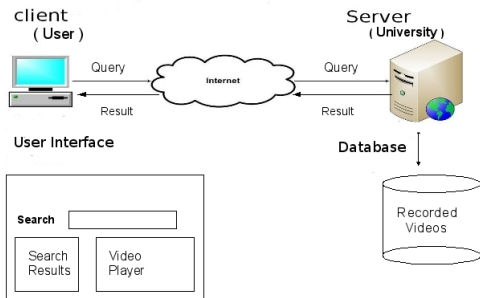 client
( User )
Server
( University )
Query
Internet
Query
Result
Result
User Interface
Database
Search
Search
Results
Video
Player
Recorded
Videos